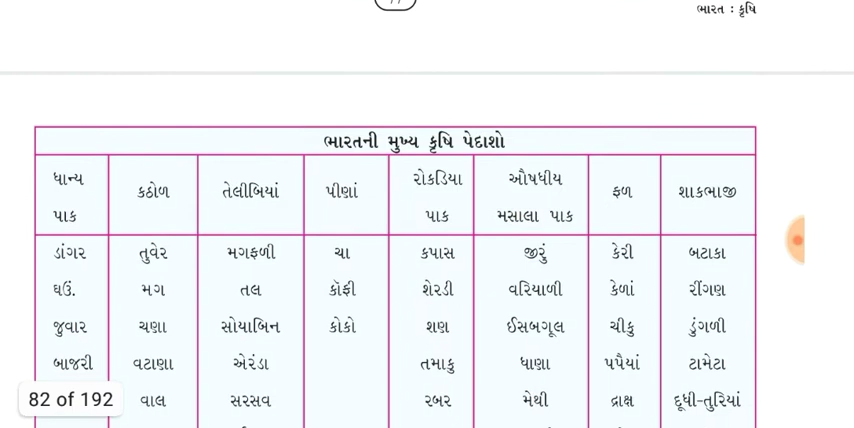 ભારત : કૃષિ
ભારતની મુખ્ય કૃષિ પેદાશો
ધાન્ય પાક કઠોળ તેલીબિયાં પીણાં રોકડિયા પાક ઔષધીય મસાલા પાક ફળ શાકભાજી
ડાંગર તુવેર મગફળી ચા કપાસ જીરું કેરી બટાકા
ઘઉં. મગ તલ કૉફી શેરડી વરિયાળી કેળાં રીંગણ
જુવાર ચણા સોયાબિન કોકો શણ ઈસબગૂલ ચીકુ ડુંગળી
બાજરી વટાણા એરંડા તમાકુ ધાણા પપૈયાં ટામેટા
વાલ સરસવ રબર મેથી દ્રાક્ષ દૂધી-તુરિયાં
82 of 192